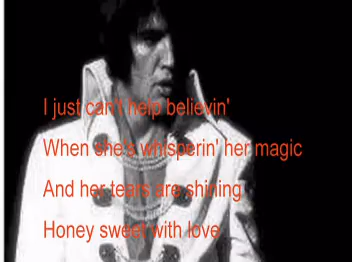 I just can't help believin'
When she's whisperin' her magic
And her tears are shining
Honey sweet with love